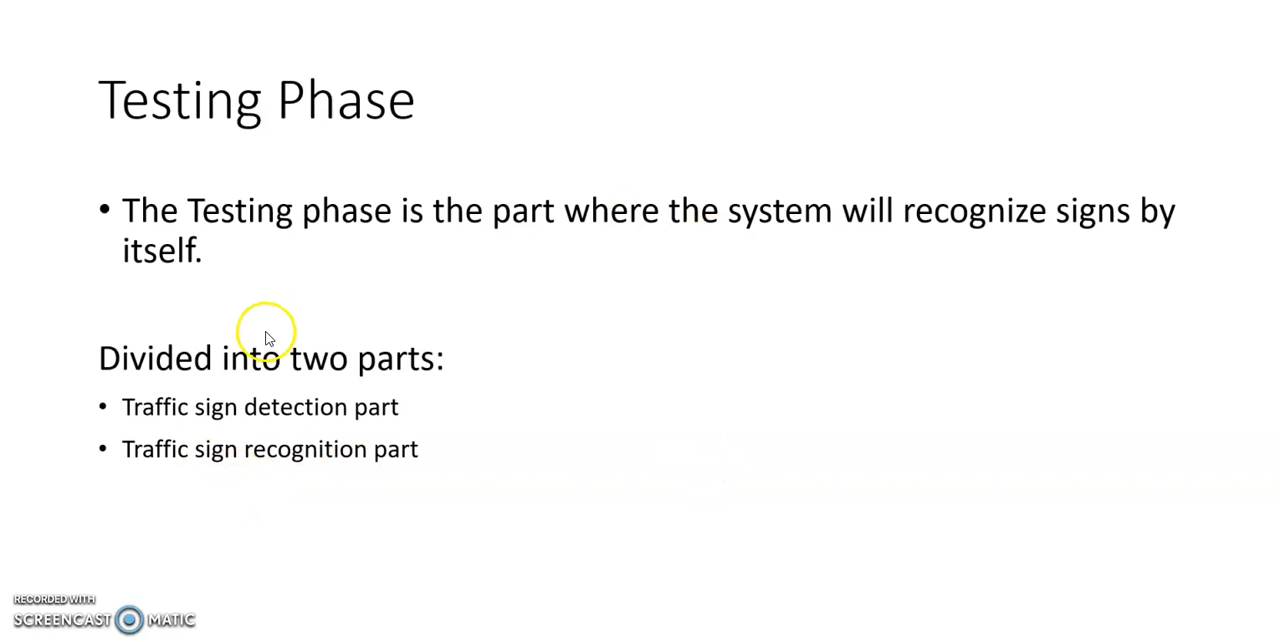 Testing Phase
• The Testing phase is the part where the system will recognize signs by
itself.
Divided into two parts:
• Traffic sign detection part
• Traffic sign recognition part
RECORDED WITH
SCREENCAST MATIC